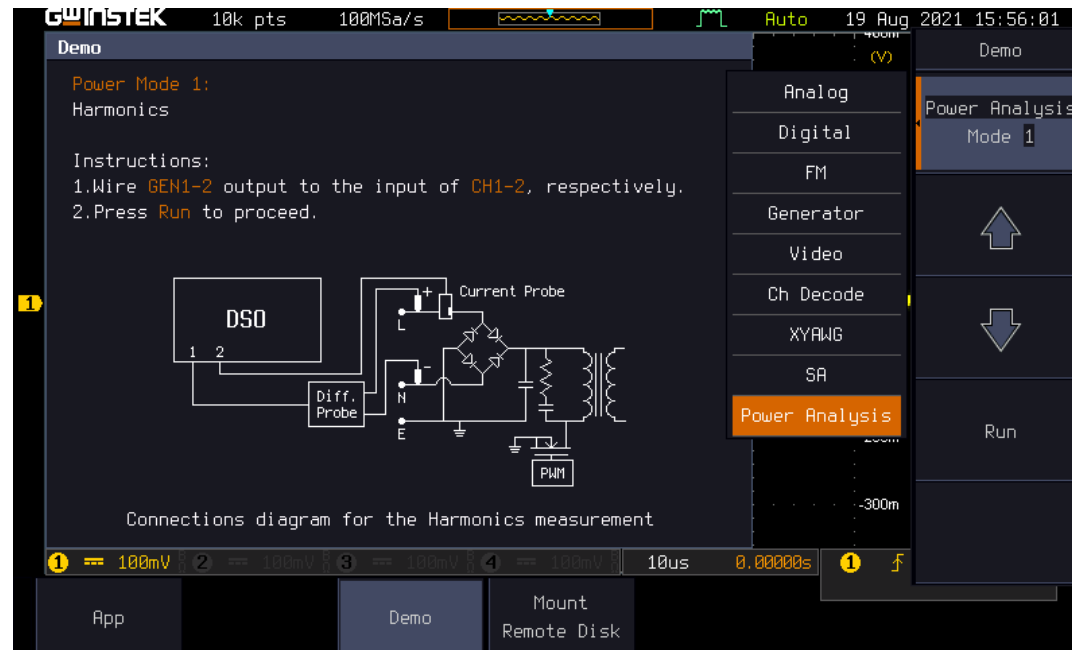 GWINSTEK 10k pts 100MSa/s Auto 19 Aug 2021 15:56:01
Demo
Power Mode 1:
Harmonics
Instructions:
1.Wire GEN1-2 output to the input of CH1-2, respectively.
2.Press Run to proceed.
1
DSO
1 2
+
Current Probe
L
Diff.
Probe
-
N
E
PWM
Connections diagram for the Harmonics measurement
400m
(V)
-300m
Analog
Digital
FM
Generator
Video
Ch Decode
XYAWG
SA
Power Analysis
Demo
Power Analysis
Mode 1
Run
1 100mV 2 100mV 3 100mV 4 100mV 10us 0.00000s 1
App
Demo
Mount
Remote Disk